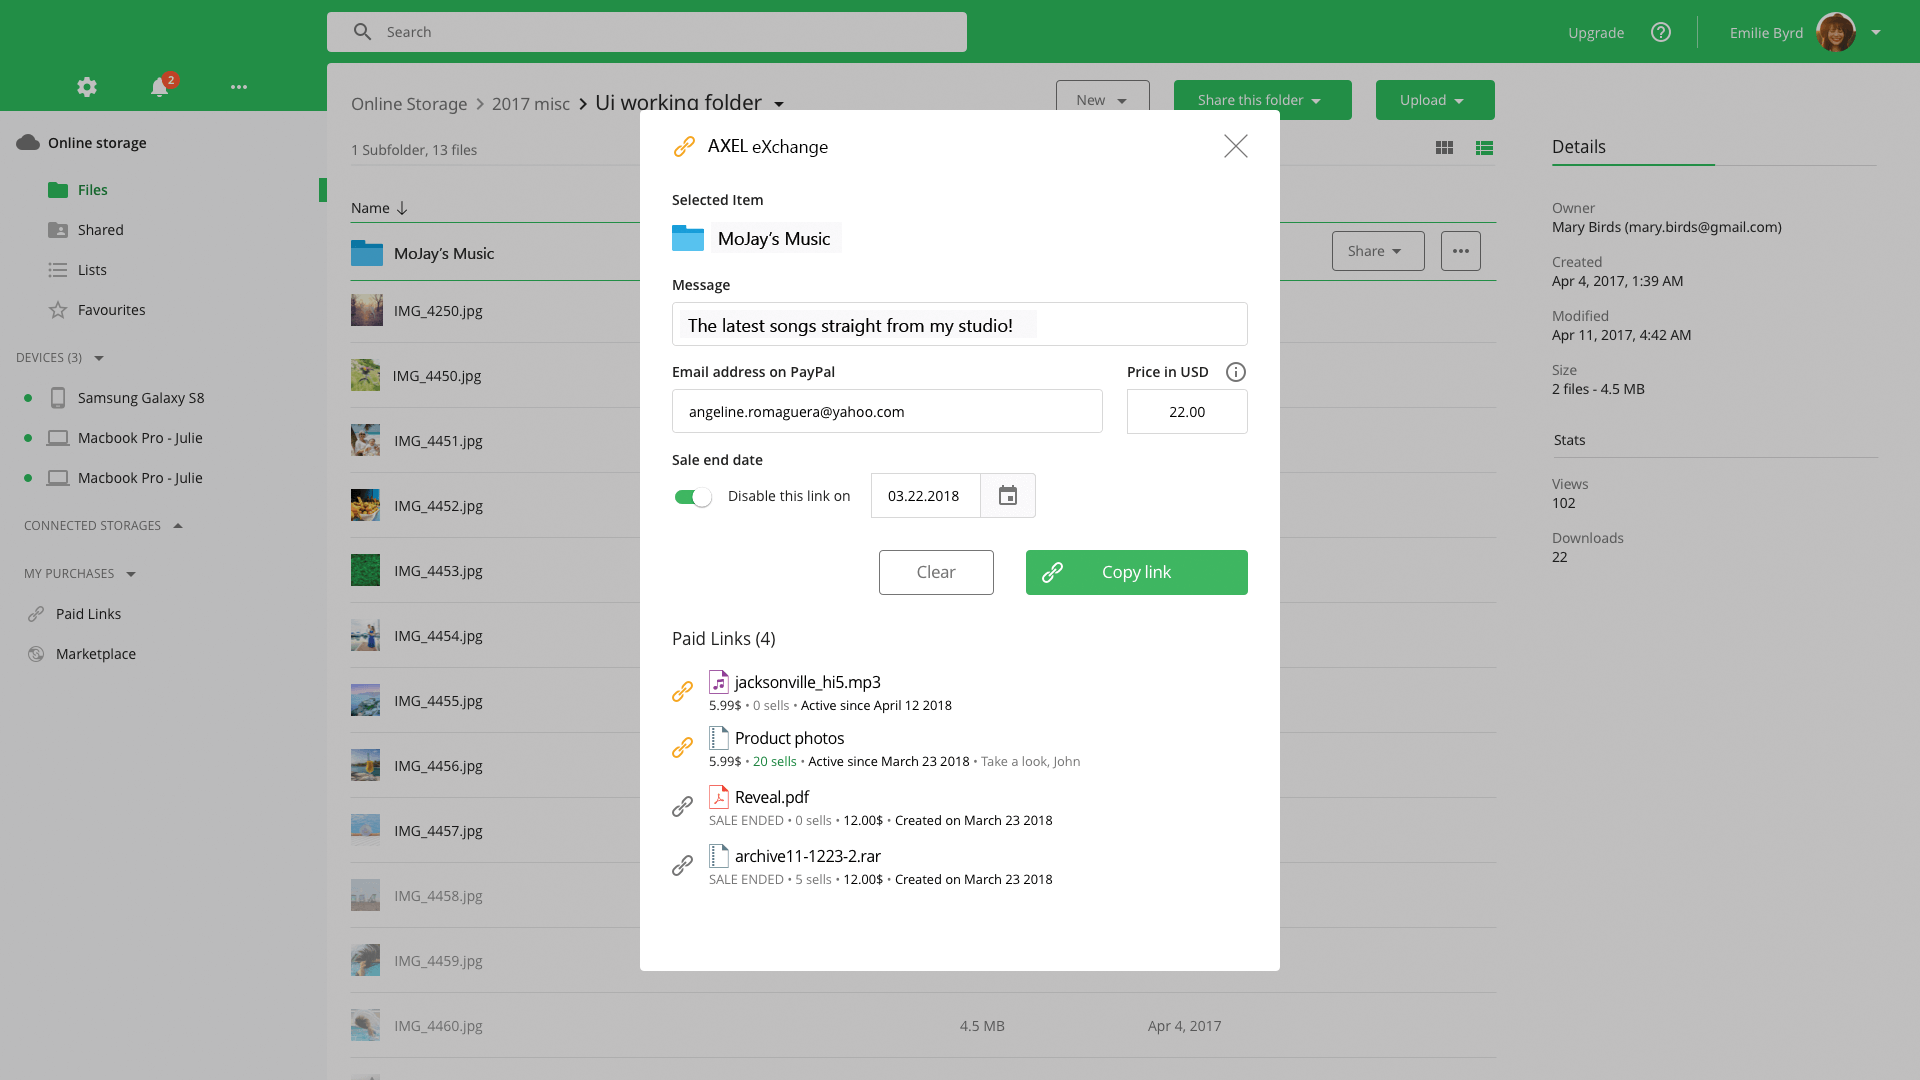 Search
Upgrade
Emilie Byrd
2
Online Storage > 2017 misc > Ui working folder
New
Share this folder
Upload
1 Subfolder, 13 files
Online storage
Files
Shared
Lists
Favourites
DEVICES (3)
Samsung Galaxy S8
Macbook Pro - Julie
Macbook Pro - Julie
CONNECTED STORAGES
MY PURCHASES
Paid Links
Marketplace
Name
MoJay's Music
Share
IMG_4250.jpg
IMG_4450.jpg
IMG_4451.jpg
IMG_4452.jpg
IMG_4453.jpg
IMG_4454.jpg
IMG_4455.jpg
IMG_4456.jpg
IMG_4457.jpg
IMG_4458.jpg
IMG_4459.jpg
IMG_4460.jpg 4.5 MB Apr 4, 2017
AXEL eXchange
Selected Item
MoJay's Music
Message
The latest songs straight from my studio!
Email address on PayPal
Price in USD
angeline.romaguera@yahoo.com
22.00
Sale end date
Disable this link on
03.22.2018
Clear
Copy link
Paid Links (4)
jacksonville_hi5.mp3
5.99$ • 0 sells • Active since April 12 2018
Product photos
5.99$ • 20 sells • Active since March 23 2018 • Take a look, John
Reveal.pdf
SALE ENDED • 0 sells • 12.00$ • Created on March 23 2018
archive11-1223-2.rar
SALE ENDED • 5 sells • 12.00$ • Created on March 23 2018
Details
Owner
Mary Birds (mary.birds@gmail.com)
Created
Apr 4, 2017, 1:39 AM
Modified
Apr 11, 2017, 4:42 AM
Size
2 files - 4.5 MB
Stats
Views
102
Downloads
22